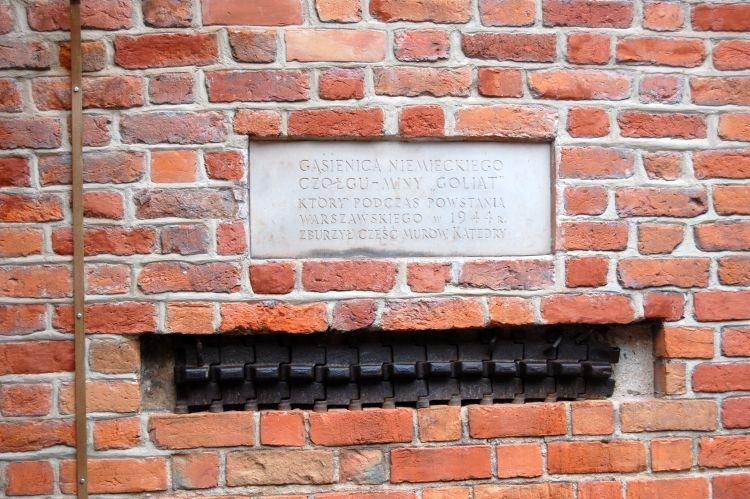 GĄSIENICA NIEMIECKIEGO
CZOŁGU-MINY „GOLIAT”
KTÓRY PODCZAS POWSTANIA
WARSZAWSKIEGO W 1944 R.
ZBURZYŁ CZĘŚĆ MURÓW KATEDRY